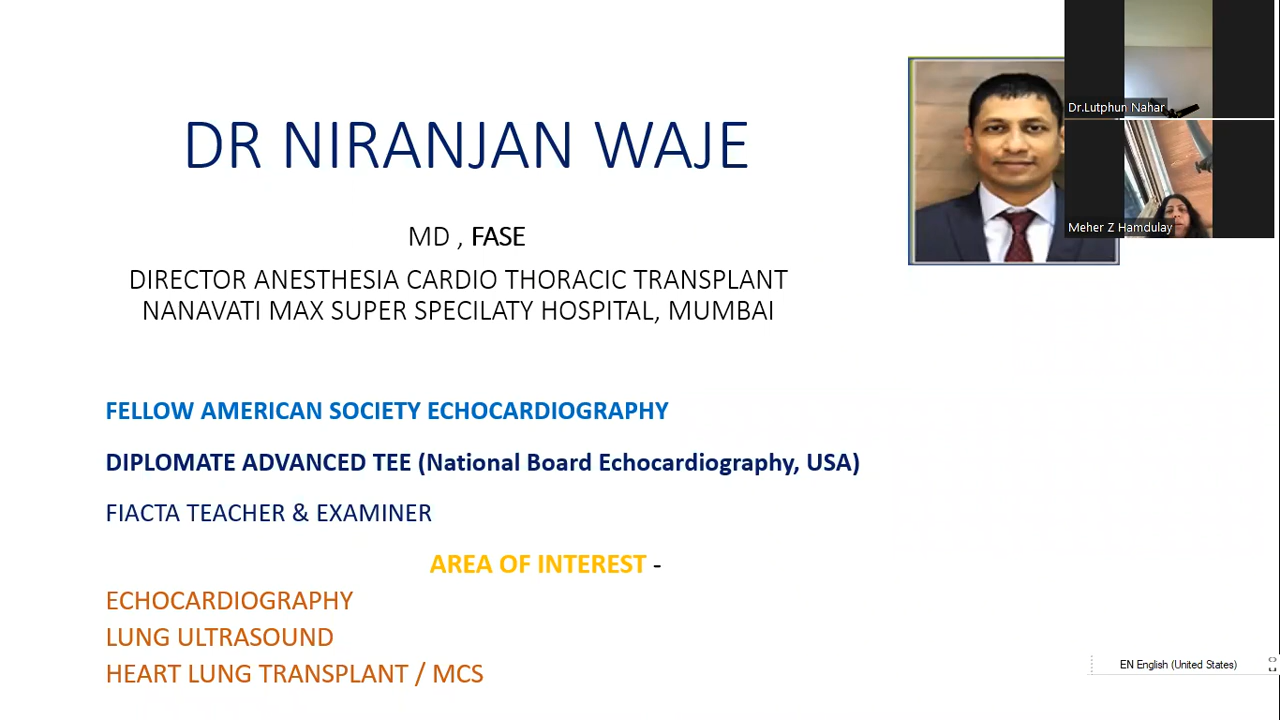 DR NIRANJAN WAJE
MD , FASE
DIRECTOR ANESTHESIA CARDIO THORACIC TRANSPLANT
NANAVATI MAX SUPER SPECILATY HOSPITAL, MUMBAI
FELLOW AMERICAN SOCIETY ECHOCARDIOGRAPHY
DIPLOMATE ADVANCED TEE (National Board Echocardiography, USA)
FIACTA TEACHER & EXAMINER
AREA OF INTEREST -
ECHOCARDIOGRAPHY
LUNG ULTRASOUND
HEART LUNG TRANSPLANT / MCS
Dr.Lutphun Nahar
Meher Z Hamdulay
EN English (United States)